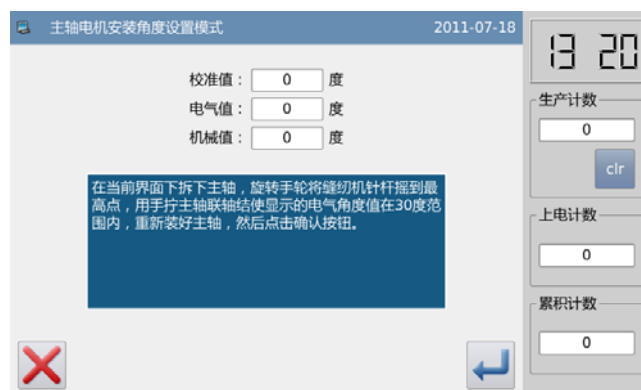 主轴电机安装角度设置模式 2011-07-18
13 20
校准值： 0 度
电气值： 0 度
机械值： 0 度
在当前界面下拆下主轴，旋转手轮将缝纫机针杆摇到最
高点，用手拧主轴联轴结使显示的电气角度值在30度范
围内，重新装好主轴，然后点击确认按钮。
生产计数
0
clr
上电计数
0
累积计数
0